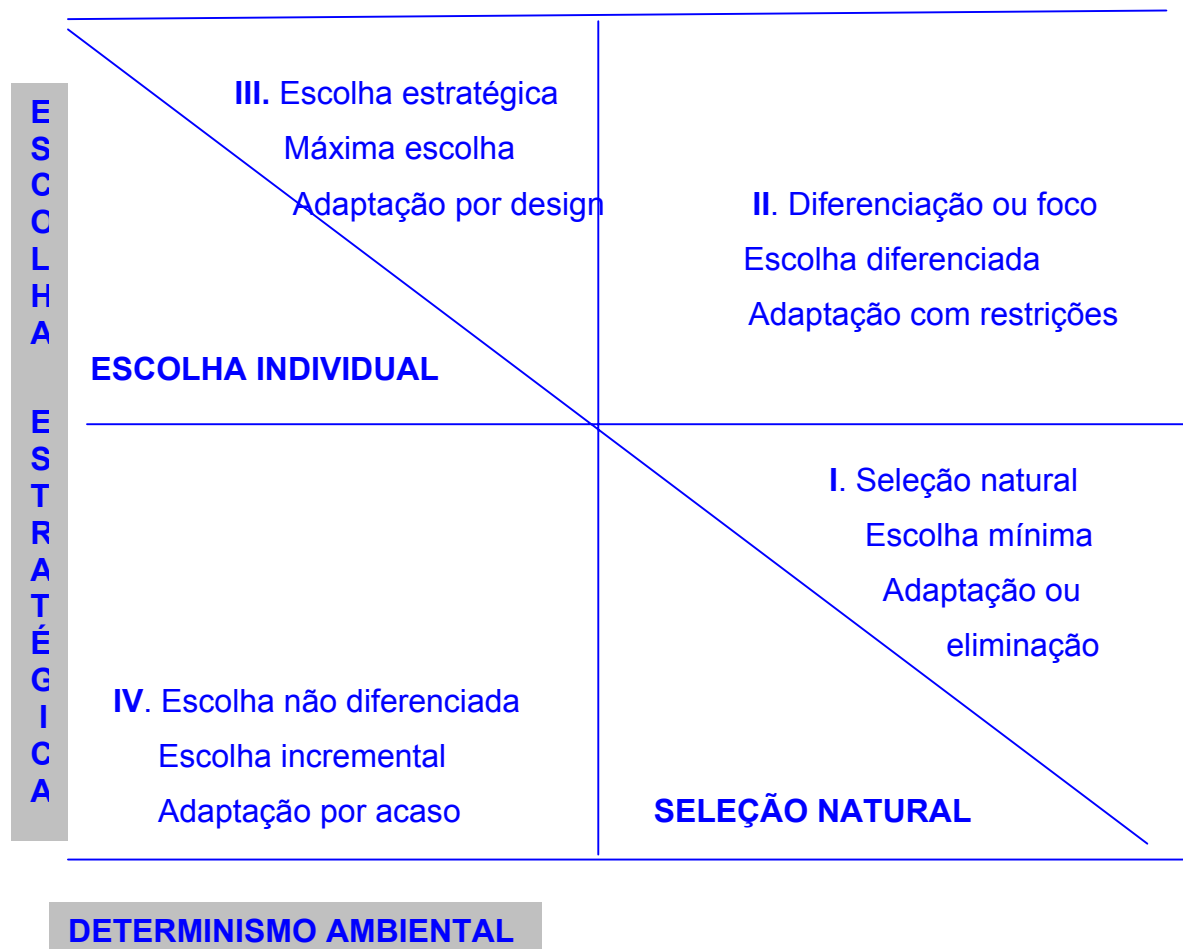 ESCOLHA ESTRATÉGICA
III. Escolha estratégica
Máxima escolha
Adaptação por design
ESCOLHA INDIVIDUAL
II. Diferenciação ou foco
Escolha diferenciada
Adaptação com restrições
I. Seleção natural
Escolha mínima
Adaptação ou
eliminação
IV. Escolha não diferenciada
Escolha incremental
Adaptação por acaso
SELEÇÃO NATURAL
DETERMINISMO AMBIENTAL